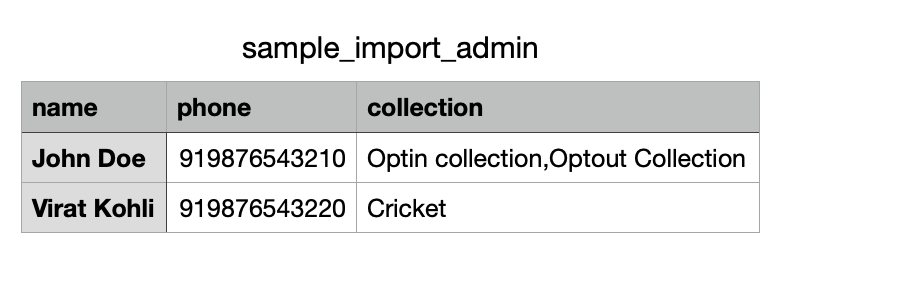 sample_import_admin
name phone collection
John Doe 919876543210 Optin collection,Optout Collection
Virat Kohli 919876543220 Cricket